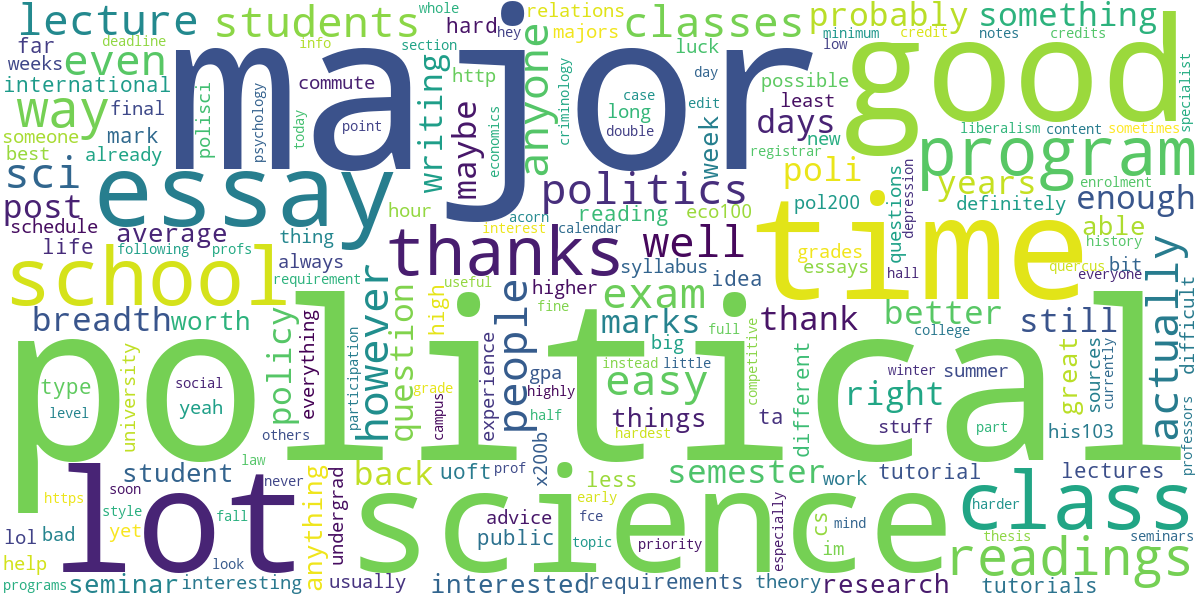 lecture
students
whole
hard
hey
relations
majors
classes
probably
something
far
deadline
info
section
anyone
luck
low
minimum
credit
notes
credits
weeks
even
major
good
international
commute
http
day
possible
specialist
way
final
polisci
psychology
today
point
writing
maybe
economics
criminology
case
long
double
edit
week
least
days
new
liberalism
content
sometimes
someone
mark
best
already
registrar
program
sci
essay
politics
poli
years
enrolment
post
pol200
definitely
enough
schedule
average
hour
acorn
reading
eco100
questions
depression
able
history
life
following
profs
thing
thanks
interest
calendar
well
time
grades
essays
hall
quercus
bit
everyone
always
syllabus
idea
school
requirement
useful
higher
exam
fine
actually
difficult
breadth
worth
policy
everything
however
question
high
people
marks
full
thank
better
college
still
big
political
type
level
social
yeah
university
participation
experience
gpa
instead
little
easy
competitive
different
right
winter
summer
great
sources
currently
grade
campus
highly
half
things
hardest
ta
stuff
part
his103
others
law
student
never
back
uoft
prof
x200b
less
semester
work
tutorial
lectures
professors
https
soon
style
yet
lot
fall
anything
undergrad
science
early
advice
fce
public
topic
priority
especially
cs
im
mind
class
harder
thesis
seminars
lol
bad
help
look
readings
programs
seminar
interesting
usually
interested
requirements
theory
research
tutorials